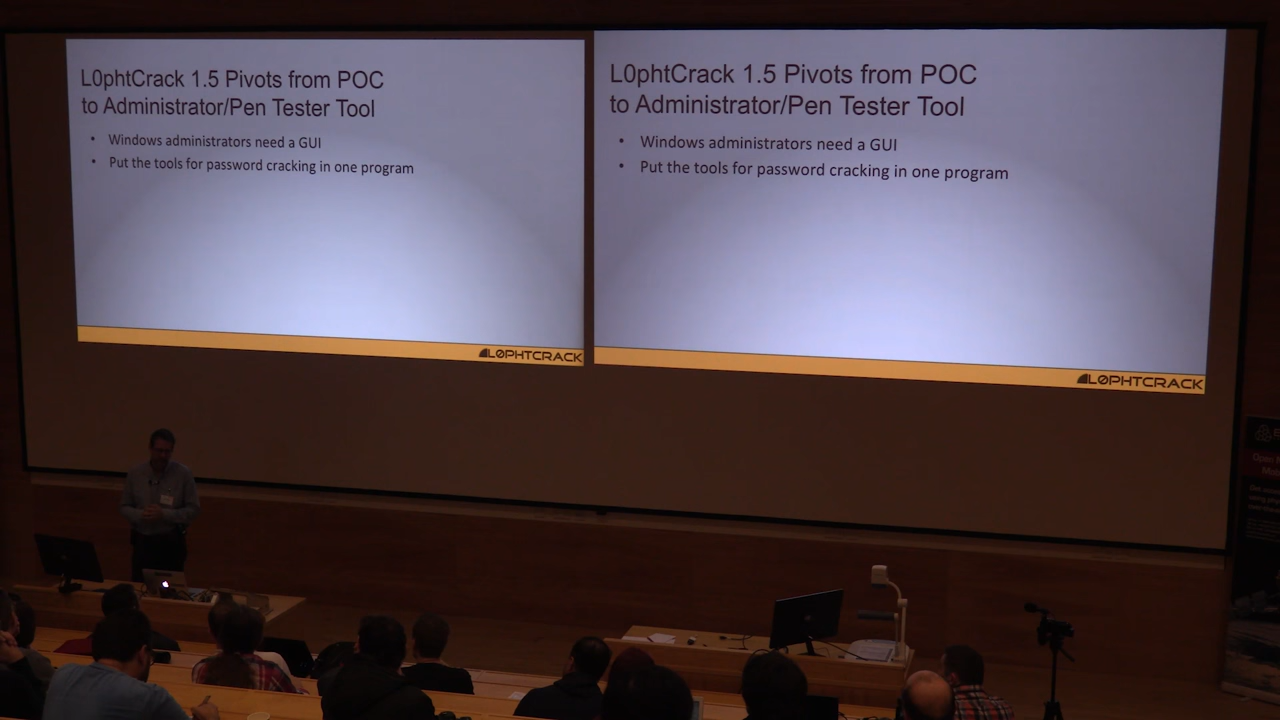 L0phtCrack 1.5 Pivots from POC
to Administrator/Pen Tester Tool
• Windows administrators need a GUI
• Put the tools for password cracking in one program
L0PHTCRACK
L0phtCrack 1.5 Pivots from POC
to Administrator/Pen Tester Tool
• Windows administrators need a GUI
• Put the tools for password cracking in one program
L0PHTCRACK